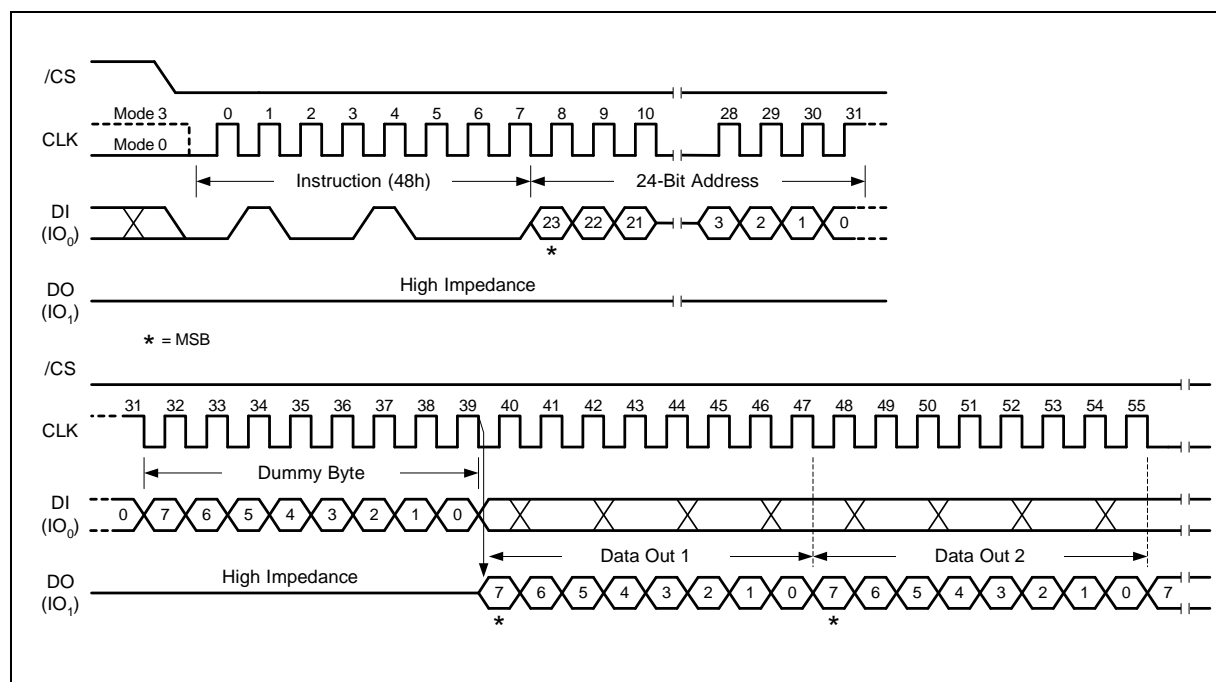 /CS
Mode 3 0 1 2 3 4 5 6 7 8 9 10 28 29 30 31
CLK
Mode 0
Instruction (48h) 24-Bit Address
DI
(IO0) 23 22 21 3 2 1 0
*
DO High Impedance
(IO1)
* = MSB
/CS
31 32 33 34 35 36 37 38 39 40 41 42 43 44 45 46 47 48 49 50 51 52 53 54 55
CLK
Dummy Byte
DI
(IO0) 0 7 6 5 4 3 2 1 0
Data Out 1 Data Out 2
DO High Impedance
(IO1) 7 6 5 4 3 2 1 0 7 6 5 4 3 2 1 0 7
* *